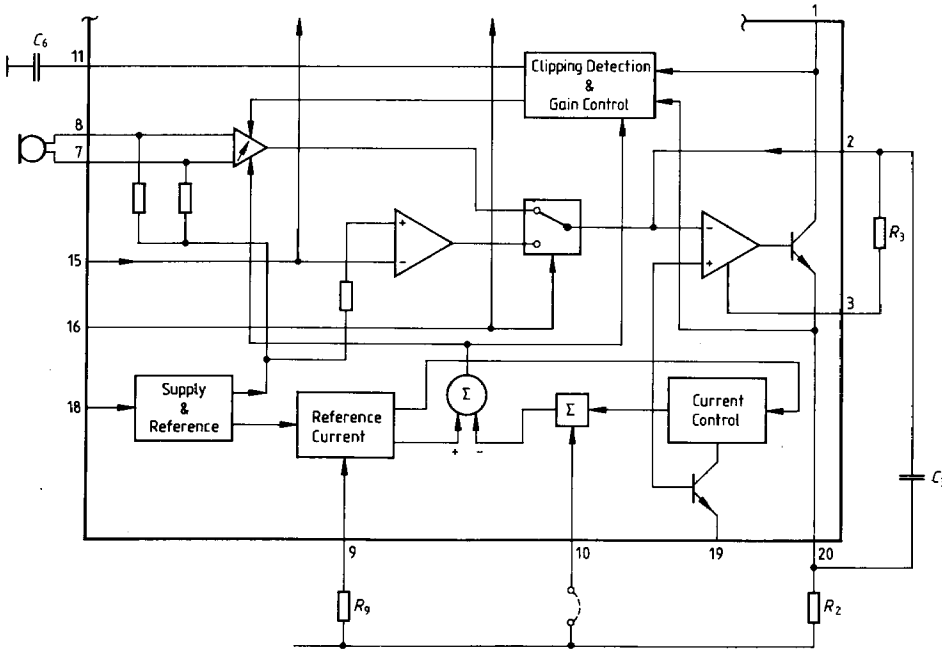 1
C6
11
Clipping Detection
&
Gain Control
8
7
2
+
-
-
+
R3
15
3
16
Supply
&
Reference
18
Reference
Current
Σ
Σ
Current
Control
+ -
9
10
19
20
R9
R2